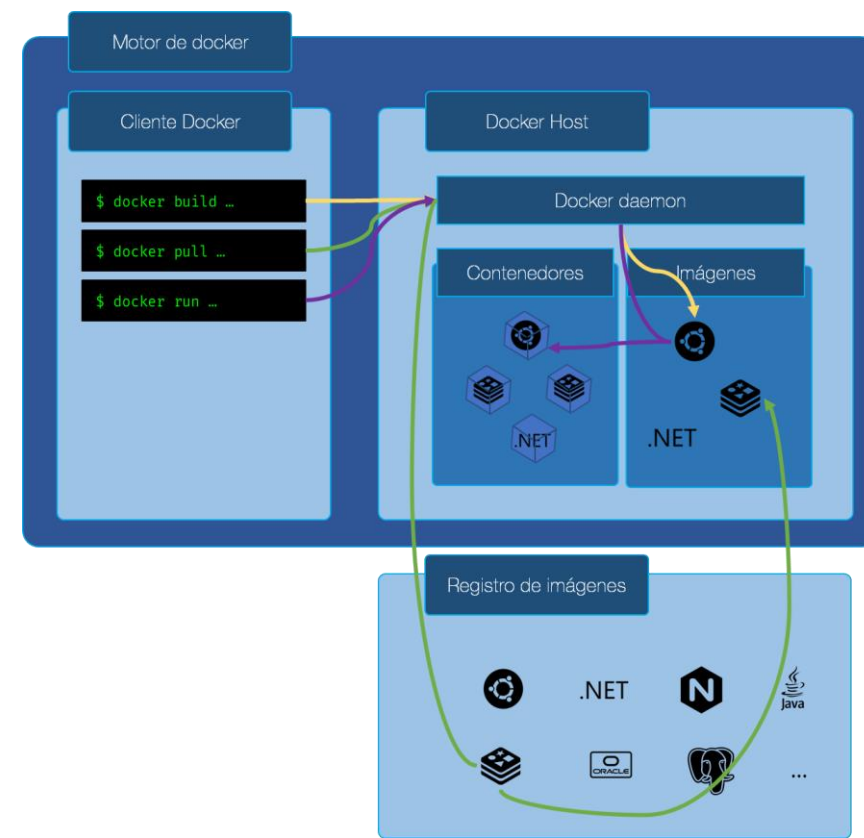 Motor de docker
Cliente Docker
Docker Host
$ docker build …
$ docker pull …
$ docker run …
Docker daemon
Contenedores
Imágenes
.NET
.NET
Registro de imágenes
.NET
N
Java
ORACLE
...